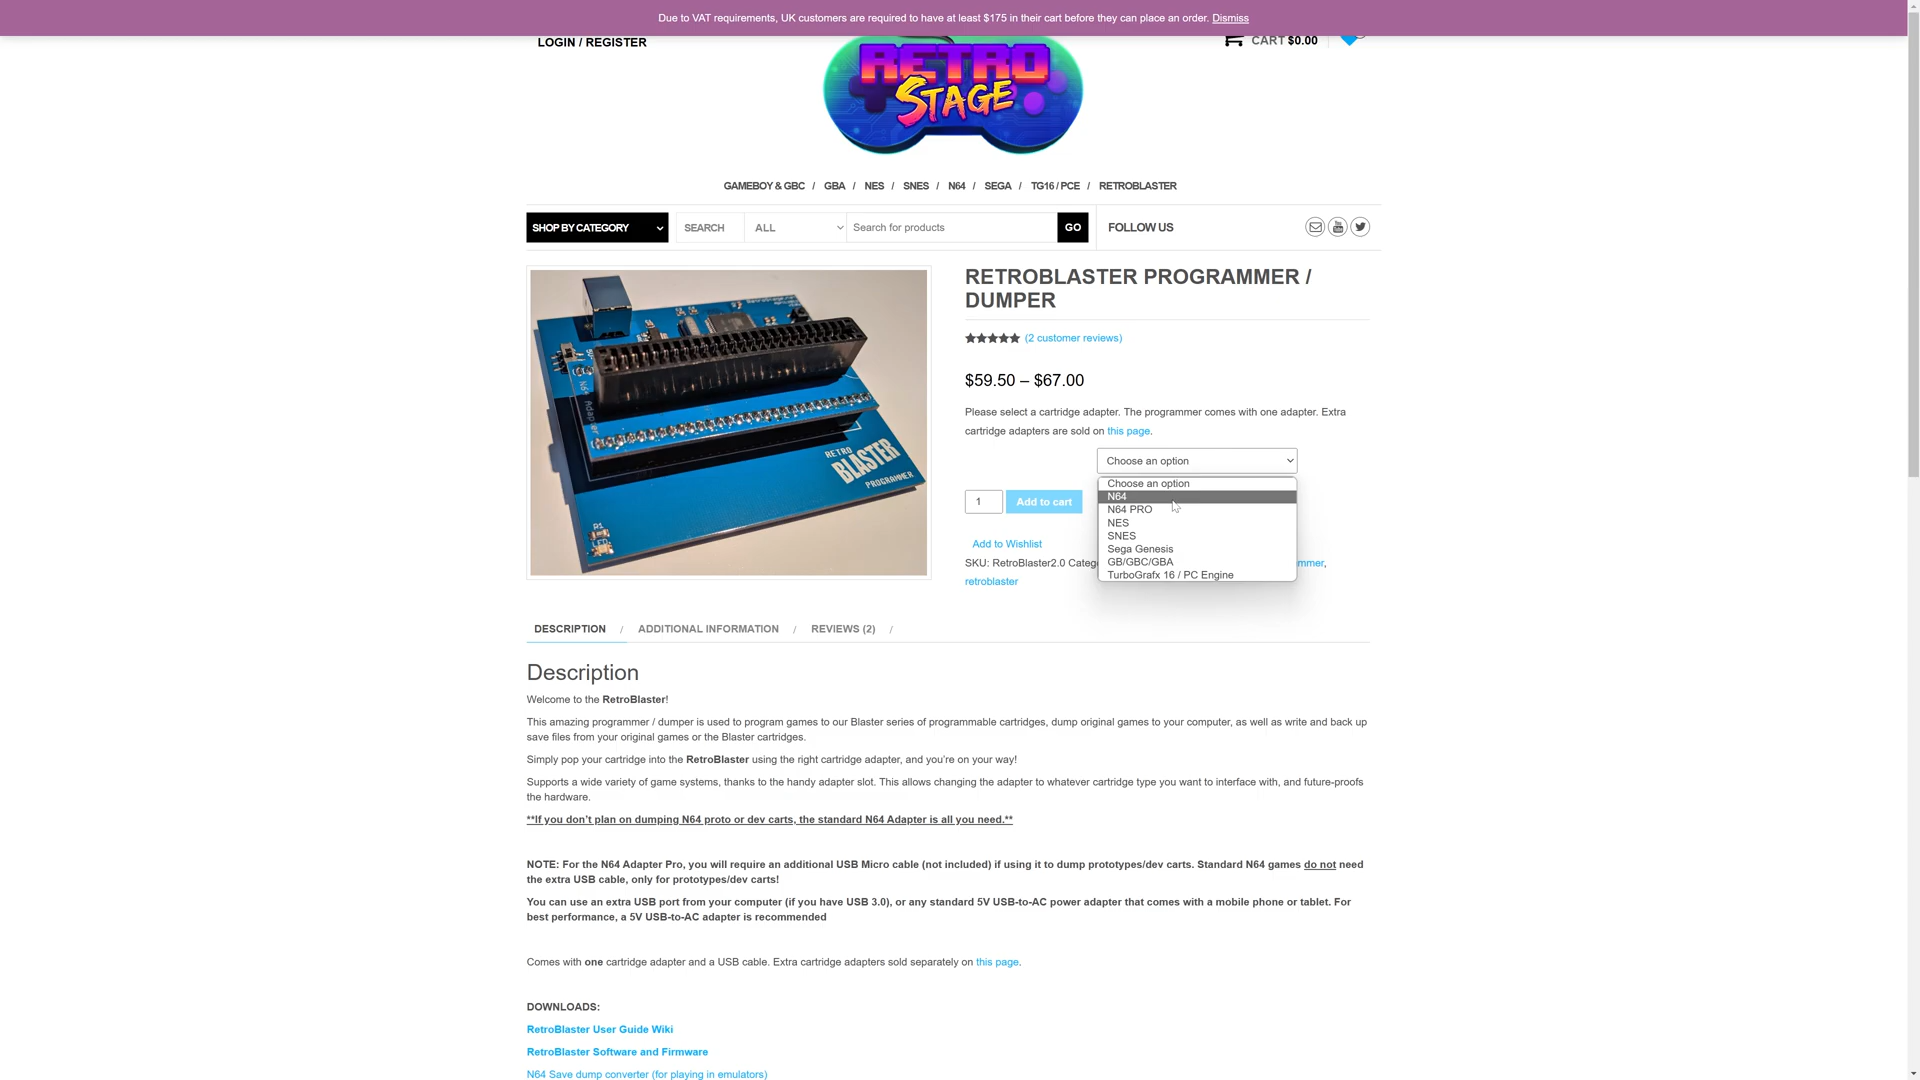 Due to VAT requirements, UK customers are required to have at least $175 in their cart before they can place an order. Dismiss
LOGIN / REGISTER
CART $0.00
RETRO
STAGE
GAMEBOY & GBC / GBA / NES / SNES / N64 / SEGA / TG16 / PCE / RETROBLASTER
SHOP BY CATEGORY
SEARCH
ALL
Search for products
GO
FOLLOW US
RETROBLASTER PROGRAMMER /
DUMPER
(2 customer reviews)
$59.50 – $67.00
Please select a cartridge adapter. The programmer comes with one adapter. Extra
cartridge adapters are sold on this page.
Choose an option
Choose an option
N64
N64 PRO
NES
SNES
Sega Genesis
GB/GBC/GBA
TurboGrafx 16 / PC Engine
1
Add to cart
Add to Wishlist
SKU: RetroBlaster2.0 Catego
mmer,
retroblaster
N64 Adapter
RETRO
BLASTER
PROGRAMMER
R1
LED
DESCRIPTION / ADDITIONAL INFORMATION / REVIEWS (2) /
Description
Welcome to the RetroBlaster!
This amazing programmer / dumper is used to program games to our Blaster series of programmable cartridges, dump original games to your computer, as well as write and back up
save files from your original games or the Blaster cartridges.
Simply pop your cartridge into the RetroBlaster using the right cartridge adapter, and you're on your way!
Supports a wide variety of game systems, thanks to the handy adapter slot. This allows changing the adapter to whatever cartridge type you want to interface with, and future-proofs
the hardware.
**If you don't plan on dumping N64 proto or dev carts, the standard N64 Adapter is all you need.**
NOTE: For the N64 Adapter Pro, you will require an additional USB Micro cable (not included) if using it to dump prototypes/dev carts. Standard N64 games do not need
the extra USB cable, only for prototypes/dev carts!
You can use an extra USB port from your computer (if you have USB 3.0), or any standard 5V USB-to-AC power adapter that comes with a mobile phone or tablet. For
best performance, a 5V USB-to-AC adapter is recommended
Comes with one cartridge adapter and a USB cable. Extra cartridge adapters sold separately on this page.
DOWNLOADS:
RetroBlaster User Guide Wiki
RetroBlaster Software and Firmware
N64 Save dump converter (for playing in emulators)